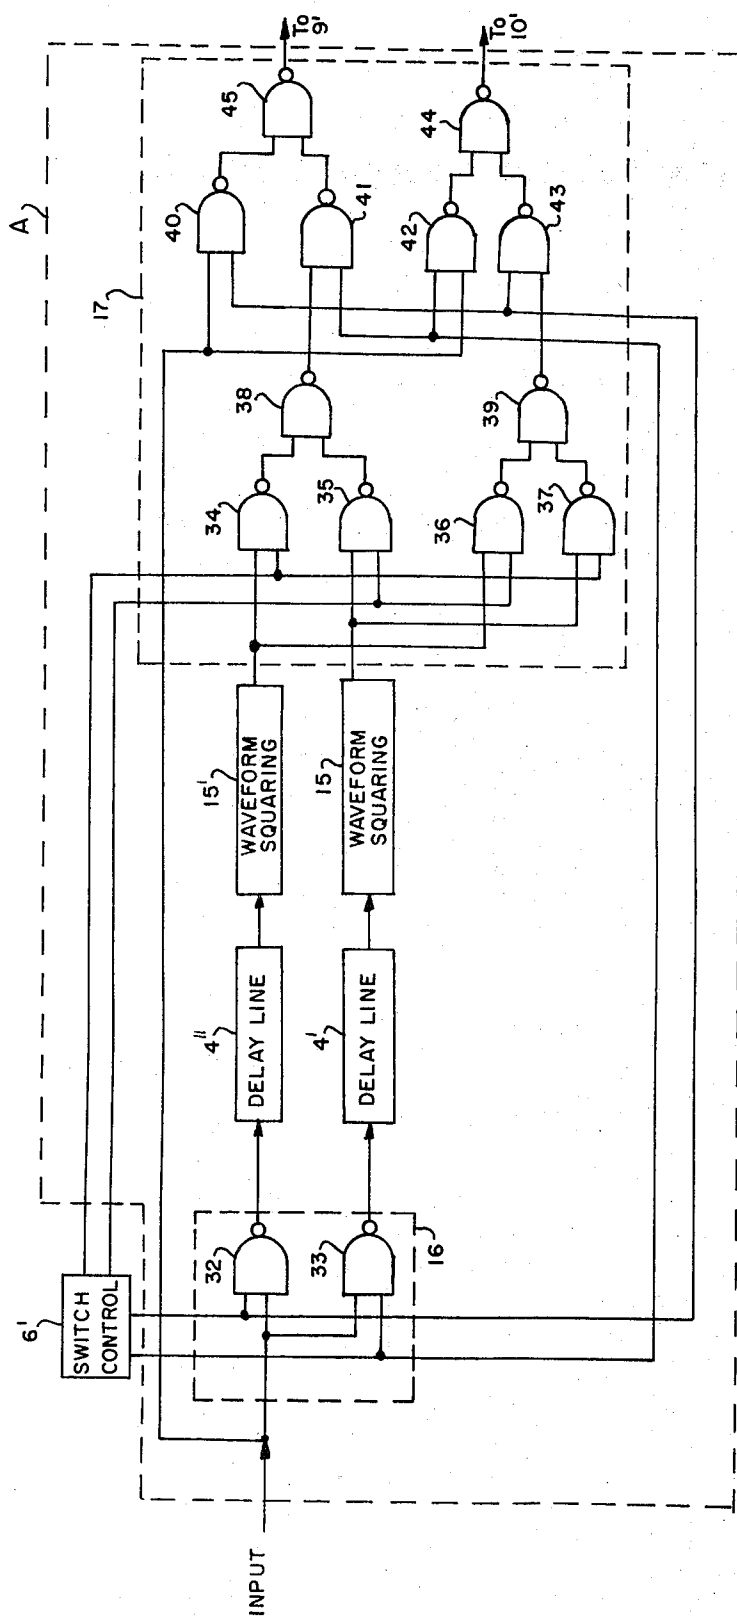 A
To 9'
To 10'
45
44
40
41
42
43
17
38
39
34
35
36
37
15'
WAVEFORM
SQUARING
15
WAVEFORM
SQUARING
4"
DELAY LINE
4'
DELAY LINE
6'
SWITCH
CONTROL
32
33
16
INPUT